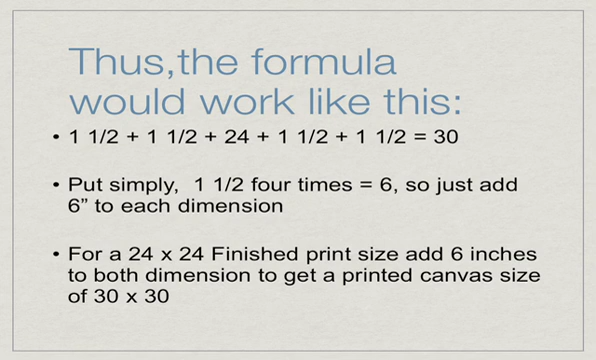 Thus,the formula
would work like this:
• 1 1/2 + 1 1/2 + 24 + 1 1/2 + 1 1/2 = 30
• Put simply, 1 1/2 four times = 6, so just add
6” to each dimension
• For a 24 x 24 Finished print size add 6 inches
to both dimension to get a printed canvas size
of 30 x 30